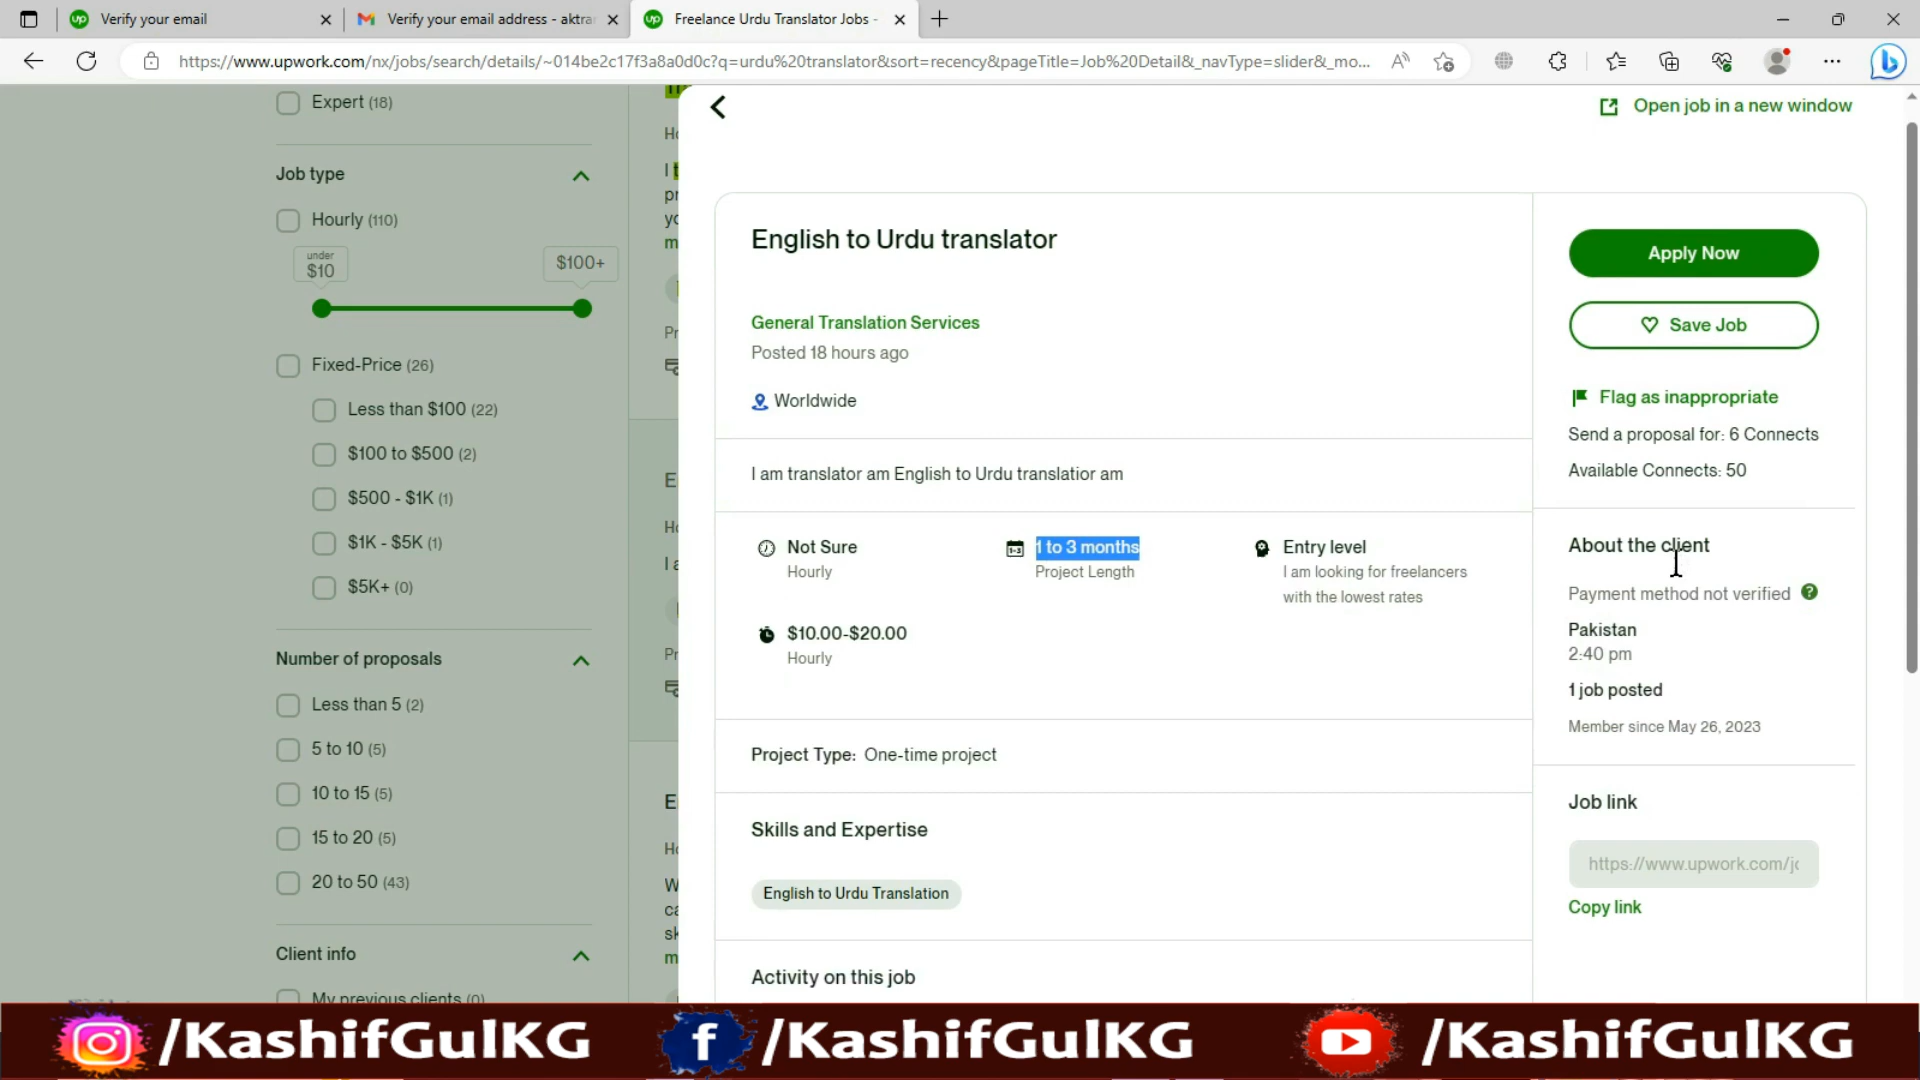 Verify your email
Verify your email address - aktra
Freelance Urdu Translator Jobs -
https://www.upwork.com/nx/jobs/search/details/~014be2c17f3a8a0d0c?q=urdu%20translator&sort=recency&pageTitle=Job%20Detail&_navType=slider&_mo...
Expert (18)
Job type
Hourly (110)
under
$10
$100+
Fixed-Price (26)
Less than $100 (22)
$100 to $500 (2)
$500 - $1K (1)
$1K - $5K (1)
$5K+ (0)
Number of proposals
Less than 5 (2)
5 to 10 (5)
10 to 15 (5)
15 to 20 (5)
20 to 50 (43)
Client info
My previous clients (0)
Open job in a new window
English to Urdu translator
General Translation Services
Posted 18 hours ago
Worldwide
I am translator am English to Urdu translatior am
Not Sure
Hourly
1 to 3 months
Project Length
Entry level
I am looking for freelancers
with the lowest rates
$10.00-$20.00
Hourly
Project Type: One-time project
Skills and Expertise
English to Urdu Translation
Activity on this job
Apply Now
Save Job
Flag as inappropriate
Send a proposal for: 6 Connects
Available Connects: 50
About the client
Payment method not verified
Pakistan
2:40 pm
1 job posted
Member since May 26, 2023
Job link
https://www.upwork.com/jo
Copy link
/KashifGulKG
/KashifGulKG
/KashifGulKG